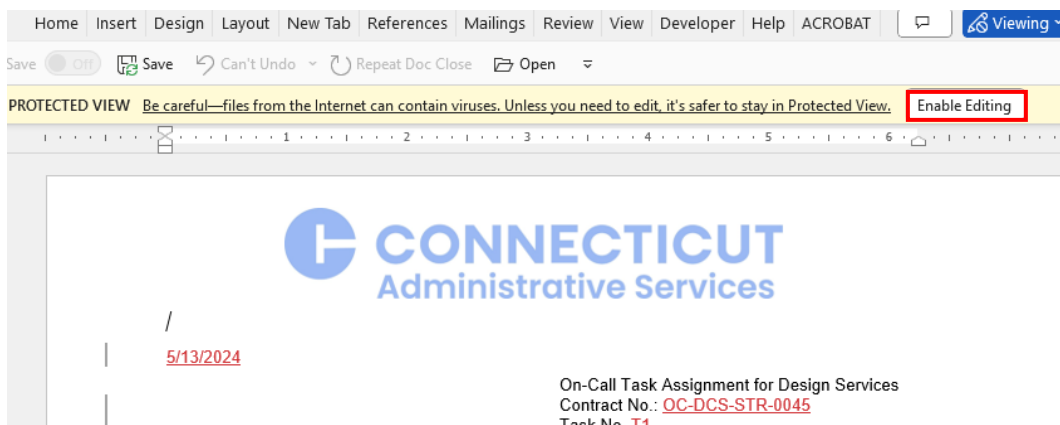 Home Insert Design Layout New Tab References Mailings Review View Developer Help ACROBAT Viewing
Save Off Save Can't Undo Repeat Doc Close Open
PROTECTED VIEW Be careful—files from the Internet can contain viruses. Unless you need to edit, it's safer to stay in Protected View. Enable Editing
1 2 3 4 5 6
CONNECTICUT
Administrative Services
/
5/13/2024
On-Call Task Assignment for Design Services
Contract No.: OC-DCS-STR-0045
Task No. T1